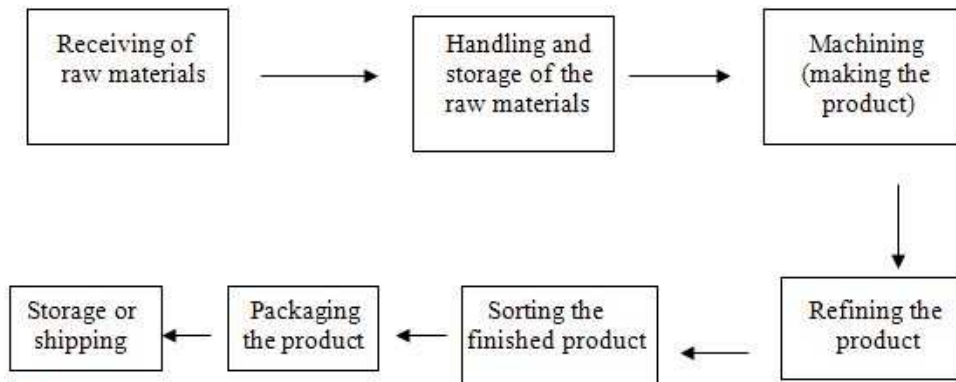 Receiving of
raw materials
Handling and
storage of the
raw materials
Machining
(making the
product)
Refining the
product
Sorting the
finished product
Packaging
the product
Storage or
shipping